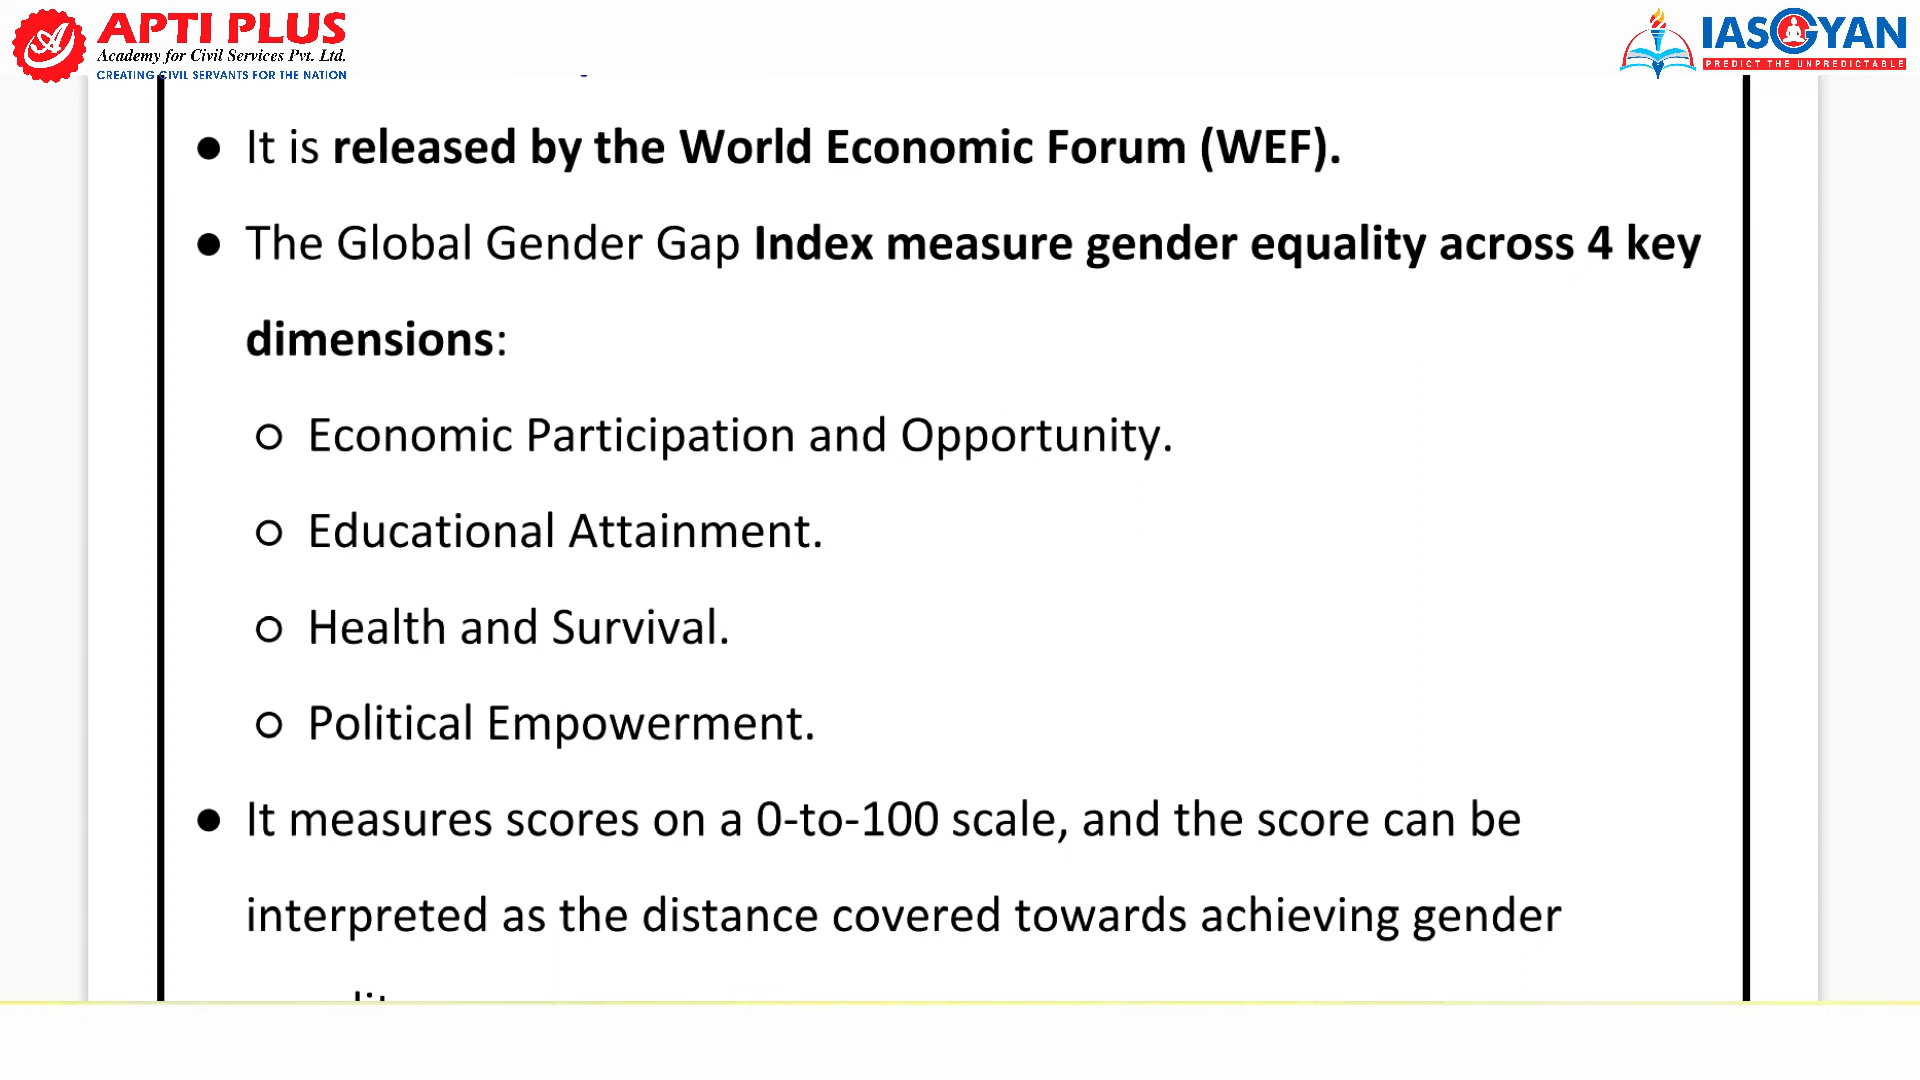 APTI PLUS
Academy for Civil Services Pvt. Ltd.
CREATING CIVIL SERVANTS FOR THE NATION
IASGYAN
PREDICT THE UNPREDICTABLE
● It is released by the World Economic Forum (WEF).
● The Global Gender Gap Index measure gender equality across 4 key
dimensions:
○ Economic Participation and Opportunity.
○ Educational Attainment.
○ Health and Survival.
○ Political Empowerment.
● It measures scores on a 0-to-100 scale, and the score can be
interpreted as the distance covered towards achieving gender